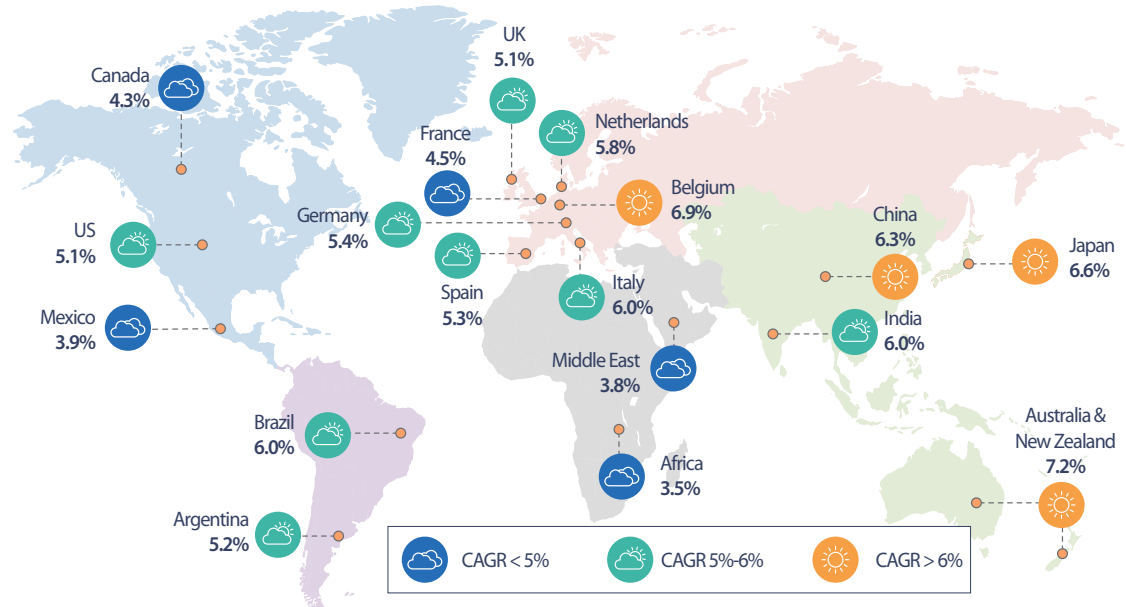 UK
5.1%
Canada
4.3%
France
4.5%
Netherlands
5.8%
Belgium
6.9%
Germany
5.4%
US
5.1%
China
6.3%
Japan
6.6%
Spain
5.3%
Italy
6.0%
Mexico
3.9%
India
6.0%
Middle East
3.8%
Brazil
6.0%
Australia &
New Zealand
7.2%
Africa
3.5%
Argentina
5.2%
CAGR < 5%
CAGR 5%-6%
CAGR > 6%